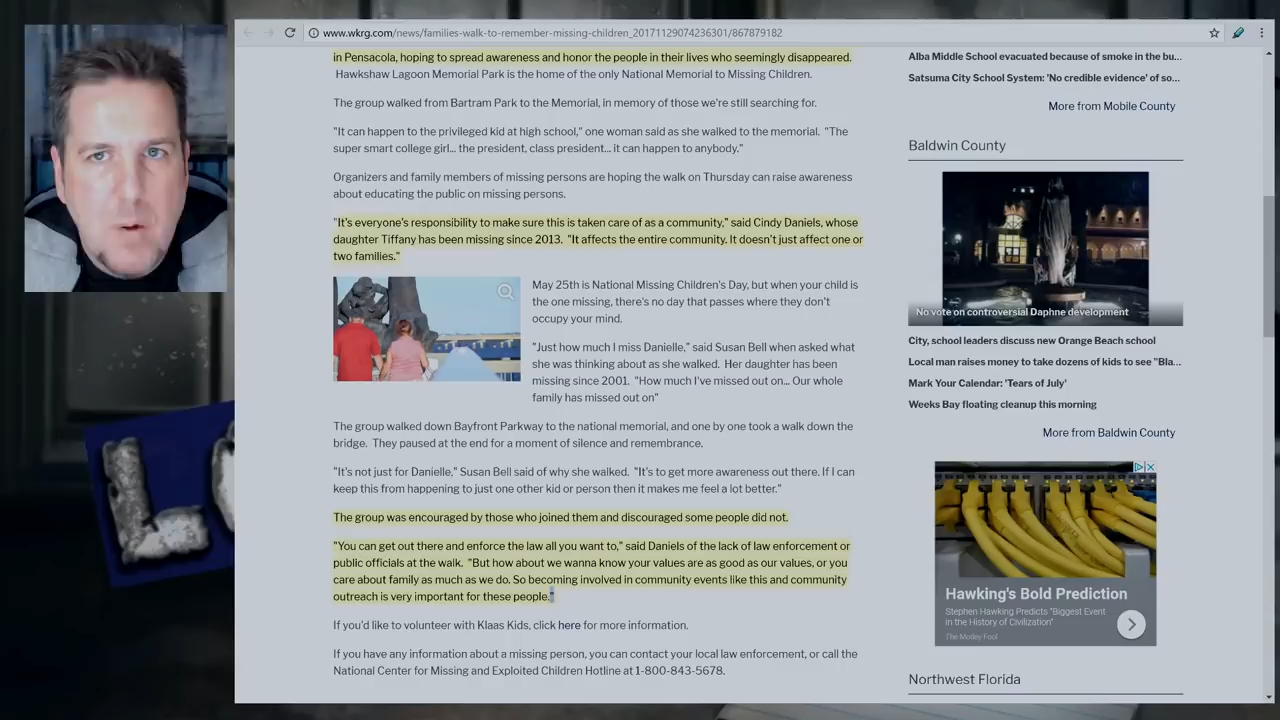 www.wkrg.com/news/families-walk-to-remember-missing-children_20171129074236301/867879182
in Pensacola, hoping to spread awareness and honor the people in their lives who seemingly disappeared.
Hawkshaw Lagoon Memorial Park is the home of the only National Memorial to Missing Children.
The group walked from Bartram Park to the Memorial, in memory of those we're still searching for.
"It can happen to the privileged kid at high school," one woman said as she walked to the memorial. "The
super smart college girl... the president, class president... it can happen to anybody."
Organizers and family members of missing persons are hoping the walk on Thursday can raise awareness
about educating the public on missing persons.
"It's everyone's responsibility to make sure this is taken care of as a community," said Cindy Daniels, whose
daughter Tiffany has been missing since 2013. "It affects the entire community. It doesn't just affect one or
two families."
May 25th is National Missing Children's Day, but when your child is
the one missing, there's no day that passes where they don't
occupy your mind.
"Just how much I miss Danielle," said Susan Bell when asked what
she was thinking about as she walked. Her daughter has been
missing since 2001. "How much I've missed out on... Our whole
family has missed out on"
The group walked down Bayfront Parkway to the national memorial, and one by one took a walk down the
bridge. They paused at the end for a moment of silence and remembrance.
"It's not just for Danielle," Susan Bell said of why she walked. "It's to get more awareness out there. If I can
keep this from happening to just one other kid or person then it makes me feel a lot better."
The group was encouraged by those who joined them and discouraged some people did not.
"You can get out there and enforce the law all you want to," said Daniels of the lack of law enforcement or
public officials at the walk. "But how about we wanna know your values are as good as our values, or you
care about family as much as we do. So becoming involved in community events like this and community
outreach is very important for these people."
If you'd like to volunteer with Klaas Kids, click here for more information.
If you have any information about a missing person, you can contact your local law enforcement, or call the
National Center for Missing and Exploited Children Hotline at 1-800-843-5678.
Alba Middle School evacuated because of smoke in the bu...
Satsuma City School System: 'No credible evidence' of so...
More from Mobile County
Baldwin County
No vote on controversial Daphne development
City, school leaders discuss new Orange Beach school
Local man raises money to take dozens of kids to see "Bla...
Mark Your Calendar: 'Tears of July'
Weeks Bay floating cleanup this morning
More from Baldwin County
Hawking's Bold Prediction
Stephen Hawking Predicts "Biggest Event
in the History of Civilization"
The Motley Fool
Northwest Florida